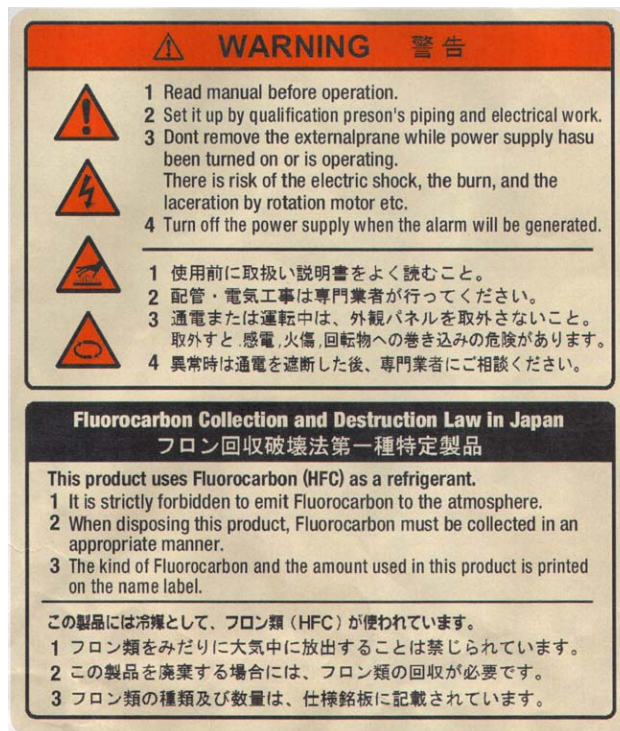 WARNING 警告
1 Read manual before operation.
2 Set it up by qualification preson's piping and electrical work.
3 Dont remove the externalprane while power supply hasu
been turned on or is operating.
There is risk of the electric shock, the burn, and the
laceration by rotation motor etc.
4 Turn off the power supply when the alarm will be generated.
1 使用前に取扱い説明書をよく読むこと。
2 配管・電気工事は専門業者が行ってください。
3 通電または運転中は、外観パネルを取外さないこと。
取外すと.感電,火傷,回転物への巻き込みの危険があります。
4 異常時は通電を遮断した後、専門業者にご相談ください。
Fluorocarbon Collection and Destruction Law in Japan
フロン回収破壊法第一種特定製品
This product uses Fluorocarbon (HFC) as a refrigerant.
1 It is strictly forbidden to emit Fluorocarbon to the atmosphere.
2 When disposing this product, Fluorocarbon must be collected in an
appropriate manner.
3 The kind of Fluorocarbon and the amount used in this product is printed
on the name label.
この製品には冷媒として、フロン類（HFC）が使われています。
1 フロン類をみだりに大気中に放出することは禁じられています。
2 この製品を廃棄する場合には、フロン類の回収が必要です。
3 フロン類の種類及び数量は、仕様銘板に記載されています。